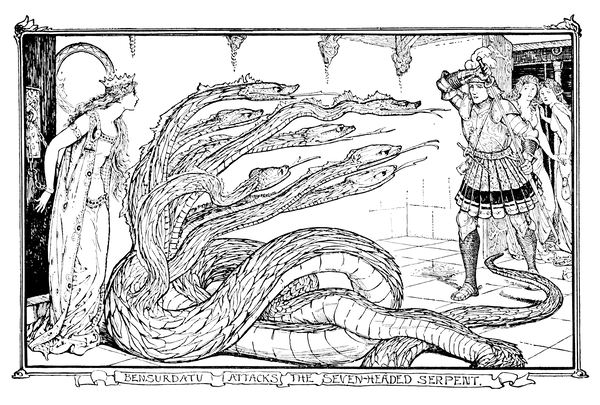 BENSURDATU ATTACKS THE SEVEN-HEADED SERPENT.